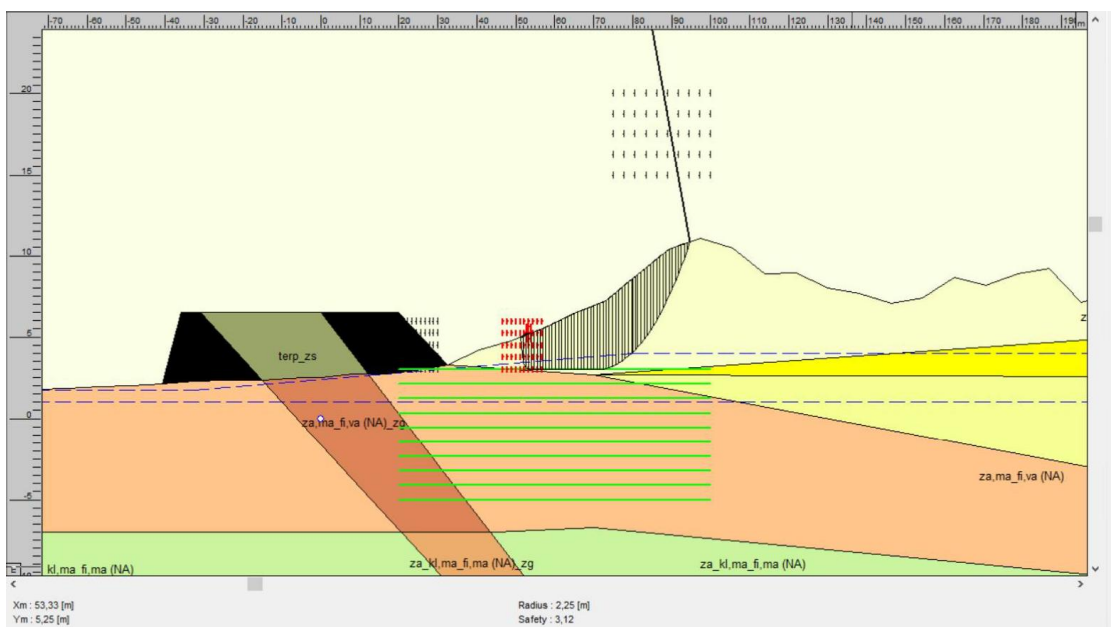 -70 -60 -50 -40 -30 -20 -10 0 10 20 30 40 50 60 70 80 90 100 110 120 130 140 150 160 170 180 m
20
15
10
5
0
-5
terp_zs
za,ma_fi,va (NA)_zg
za,ma_fi,va (NA)
kl,ma fi,ma (NA)
za_kl,ma_fi,ma (NA)_zg
za_kl,ma_fi,ma (NA)
Xm : 53,33 [m]
Radius : 2,25 [m]
Ym : 5,25 [m]
Safety : 3,12